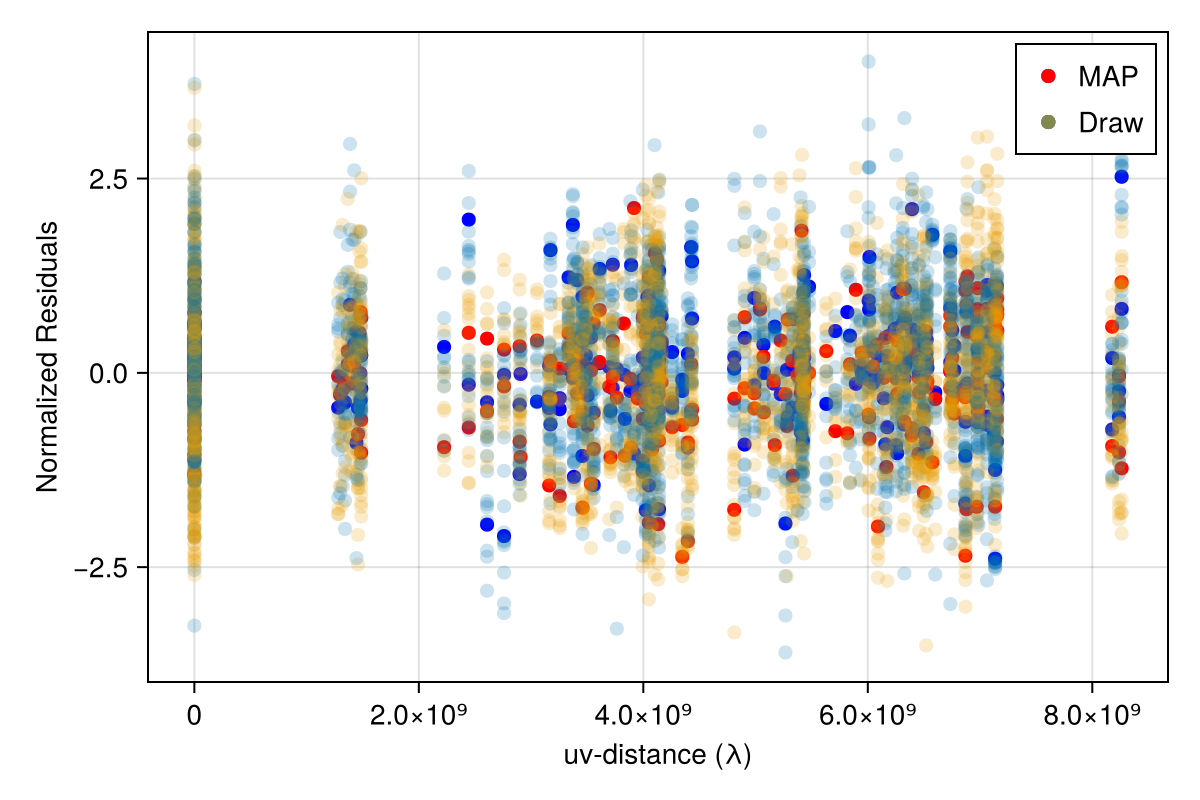 MAP
Draw
2.5
0.0
−2.5
Normalized Residuals
0
2.0×10⁹
4.0×10⁹
6.0×10⁹
8.0×10⁹
uv-distance (λ)